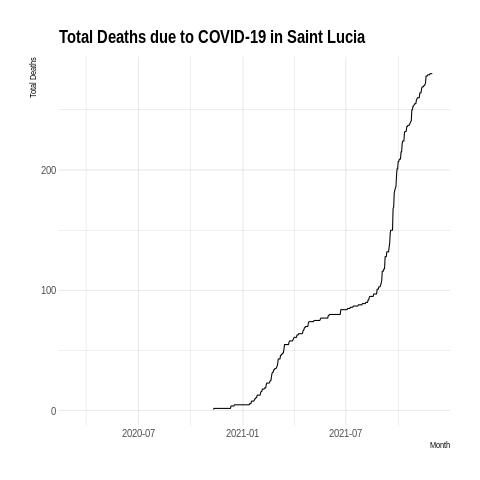 Total Deaths due to COVID-19 in Saint Lucia
Total Deaths
200
100
0
2020-07 2021-01 2021-07
Month